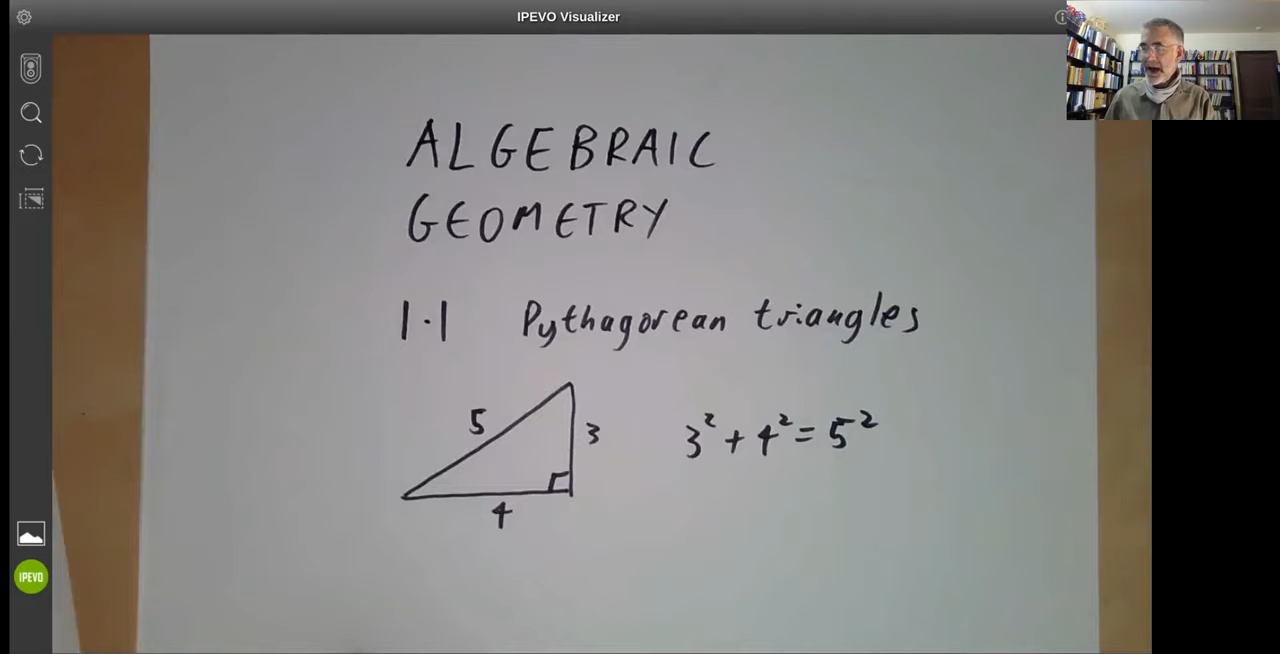 IPEVO Visualizer
ALGEBRAIC
GEOMETRY
1.1 Pythagorean triangles
5
3
3² + 4² = 5²
4
IPEVO